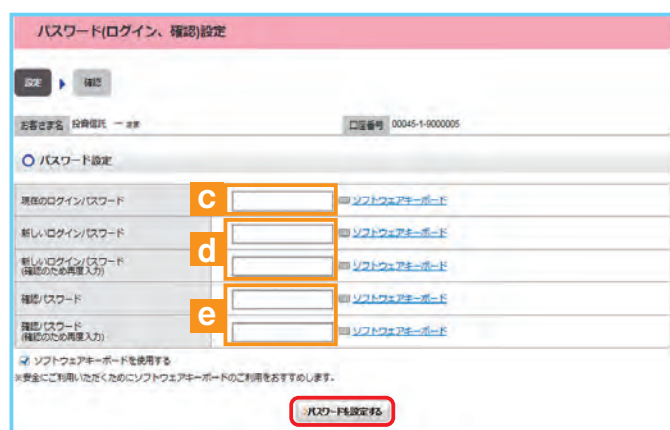 パスワード(ログイン、確認)設定
設定 確認
お客さま名 投資信託 一 さま 口座番号 00045-1-9000005
パスワード設定
現在のログインパスワード c ソフトウェアキーボード
新しいログインパスワード ソフトウェアキーボード
d
新しいログインパスワード
(確認のため再度入力) ソフトウェアキーボード
確認パスワード ソフトウェアキーボード
e
確認パスワード
(確認のため再度入力) ソフトウェアキーボード
ソフトウェアキーボードを使用する
※安全にご利用いただくためにソフトウェアキーボードのご利用をおすすめします。
パスワードを設定する